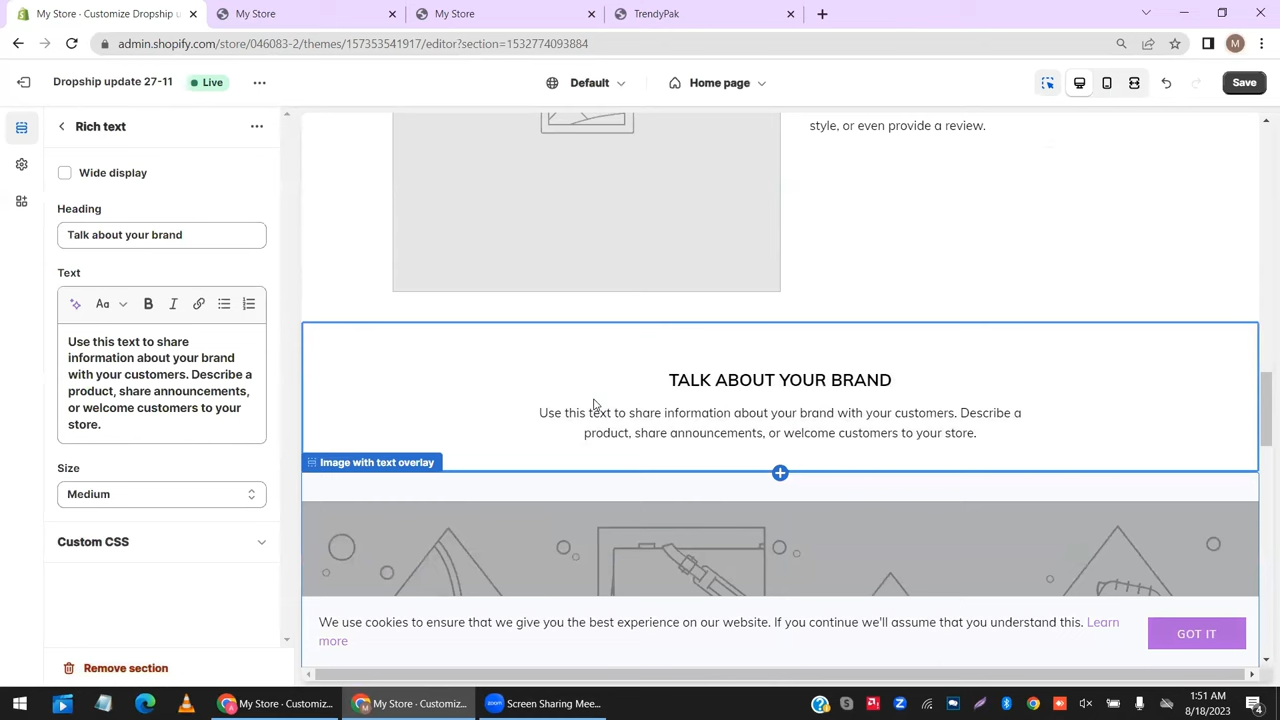 My Store · Customize Dropship up
My Store
My Store
TrendyPak
admin.shopify.com/store/046083-2/themes/157353541917/editor?section=1532774093884
M
Dropship update 27-11
Live
Default
Home page
Save
Rich text
Wide display
Heading
Talk about your brand
Text
Aa
B
I
Use this text to share
information about your brand
with your customers. Describe a
product, share announcements,
or welcome customers to your
store.
Size
Medium
Custom CSS
Remove section
style, or even provide a review.
TALK ABOUT YOUR BRAND
Use this text to share information about your brand with your customers. Describe a
product, share announcements, or welcome customers to your store.
Image with text overlay
We use cookies to ensure that we give you the best experience on our website. If you continue we'll assume that you understand this. Learn
more
GOT IT
My Store · Customiz...
My Store · Customiz...
Screen Sharing Mee...
1:51 AM
8/18/2023